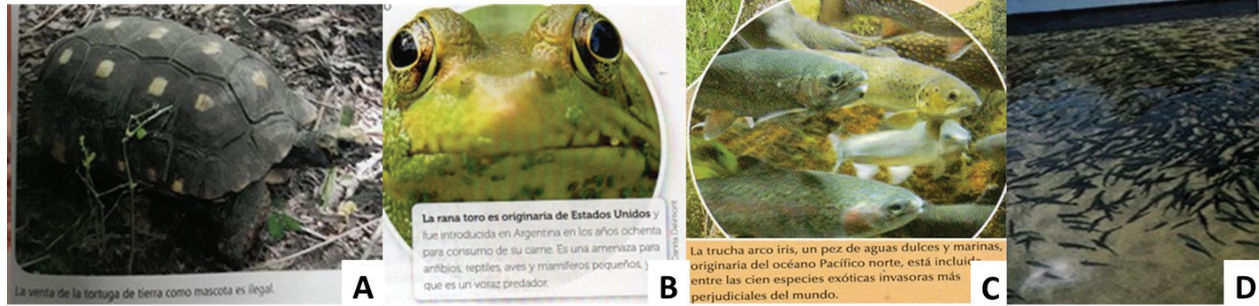 La venta de la tortuga de tierra como mascota es ilegal.
A
La rana toro es originaria de Estados Unidos y
fue introducida en Argentina en los años ochenta
para consumo de su carne. Es una amenaza para
anfibios, reptiles, aves y mamíferos pequeños, y
que es un voraz predador.
B
La trucha arco iris, un pez de aguas dulces y marinas,
originaria del océano Pacífico norte, está incluida
entre las cien especies exóticas invasoras más
perjudiciales del mundo.
C
D